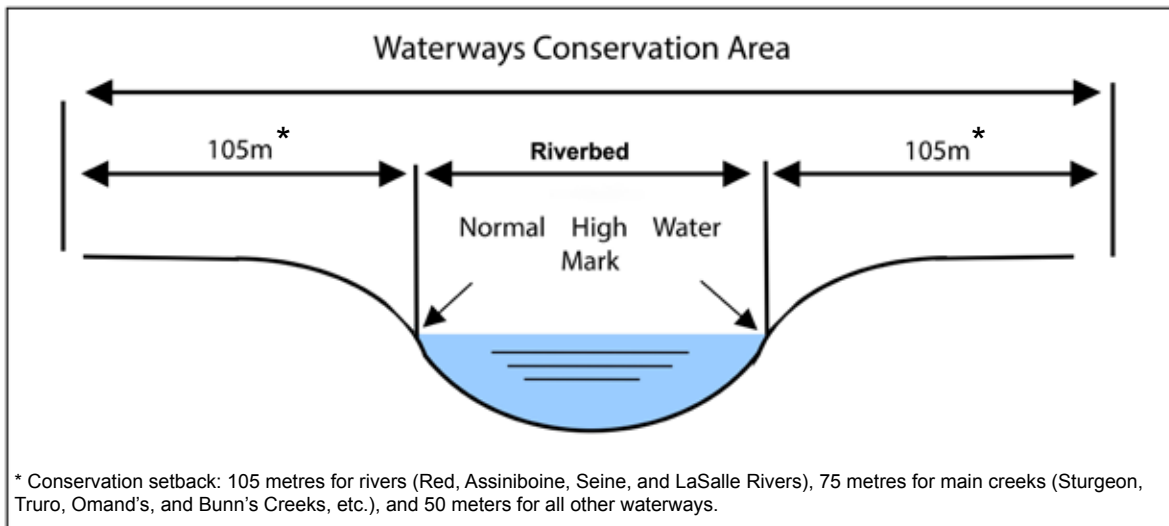 Waterways Conservation Area
105m * Riverbed 105m *
Normal High Water
Mark
* Conservation setback: 105 metres for rivers (Red, Assiniboine, Seine, and LaSalle Rivers), 75 metres for main creeks (Sturgeon,
Truro, Omand's, and Bunn's Creeks, etc.), and 50 meters for all other waterways.